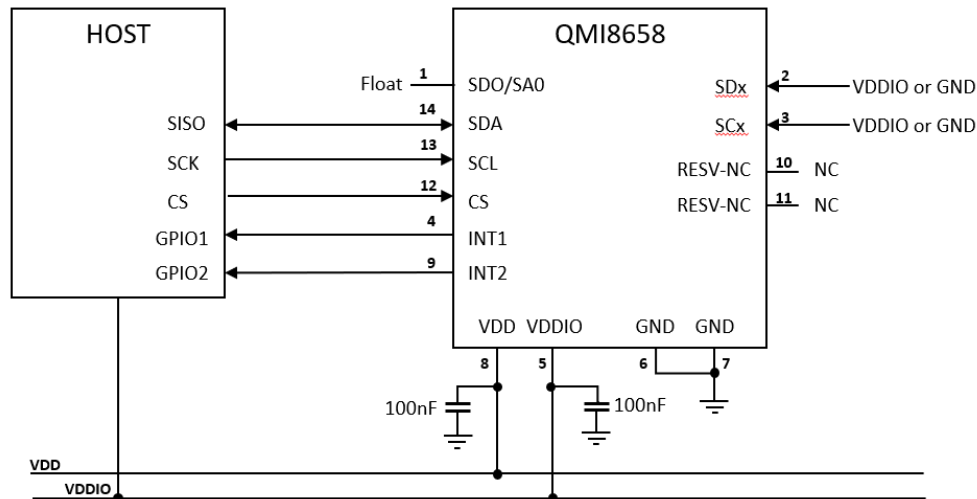 HOST
QMI8658
Float 1 SDO/SA0
SDx 2 VDDIO or GND
SISO 14 SDA
SCx 3 VDDIO or GND
SCK 13 SCL
RESV-NC 10 NC
CS 12 CS
RESV-NC 11 NC
GPIO1 4 INT1
GPIO2 9 INT2
VDD VDDIO GND GND
8 5 6 7
100nF 100nF
VDD
VDDIO